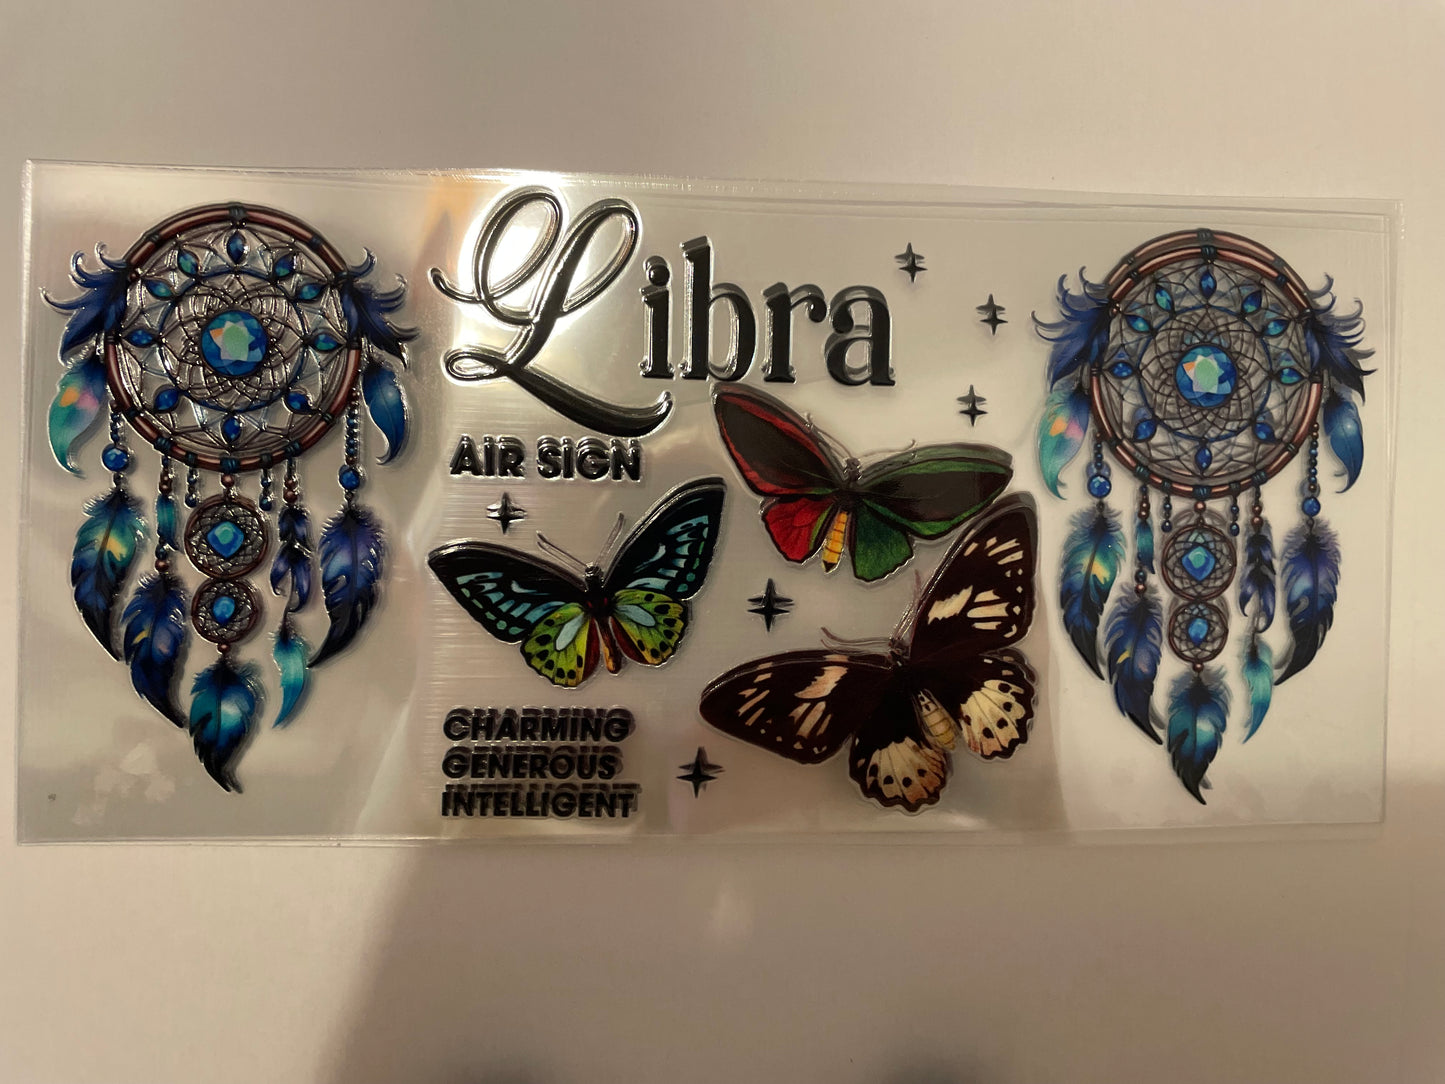 Libra
AIR SIGN
CHARMING
GENEROUS
INTELLIGENT